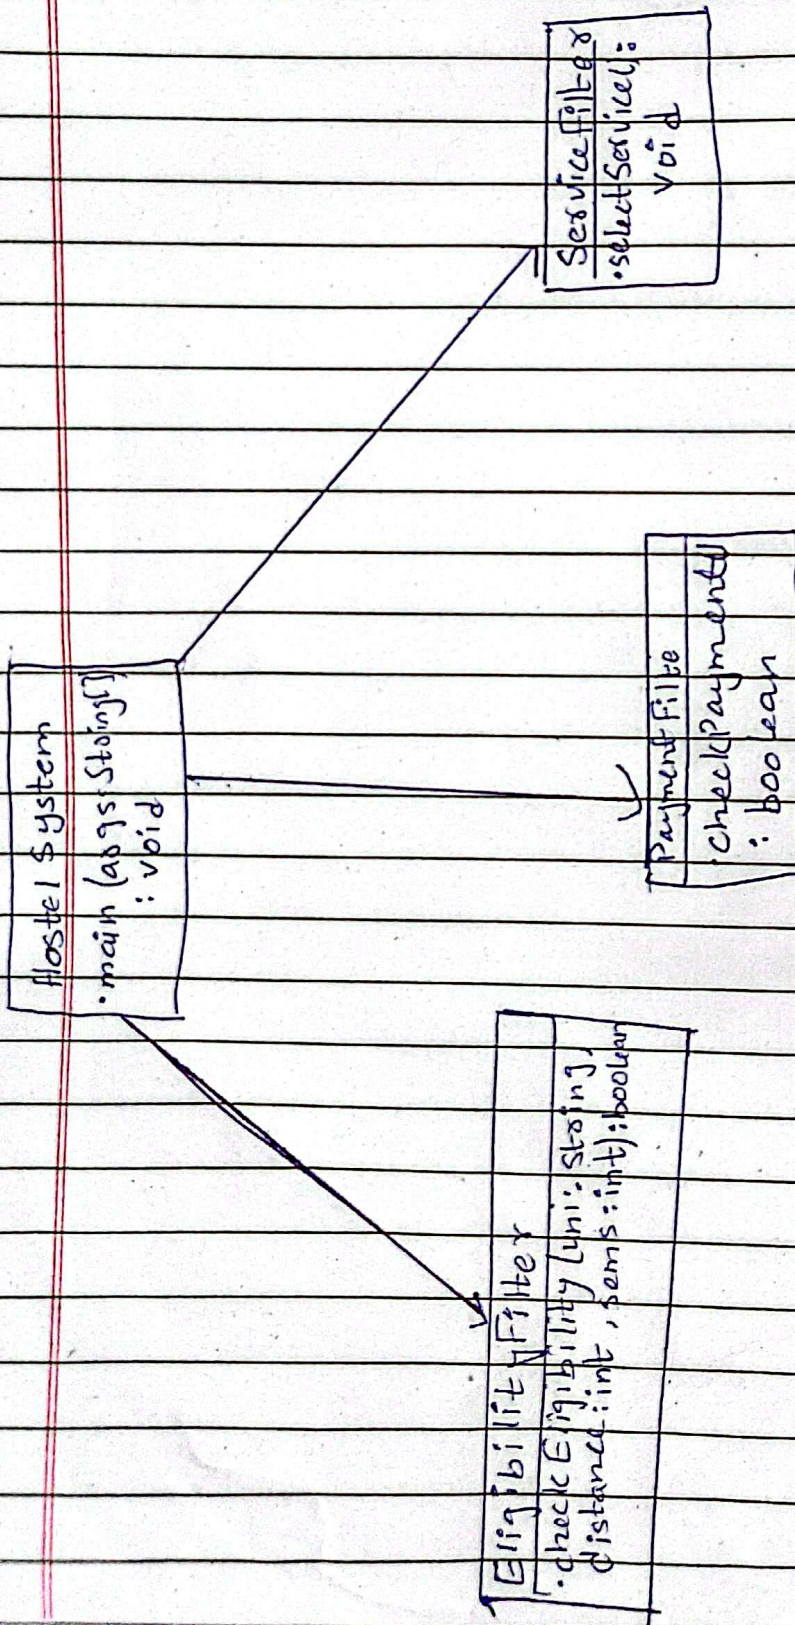 Hostel System
·main (args:String[])
: void
EligibilityFilter
·checkEligibility (uni: String,
distance: int, sems: int): boolean
PaymentFilte
·checkPayment()
: boolean
ServiceFilter
·selectService():
void